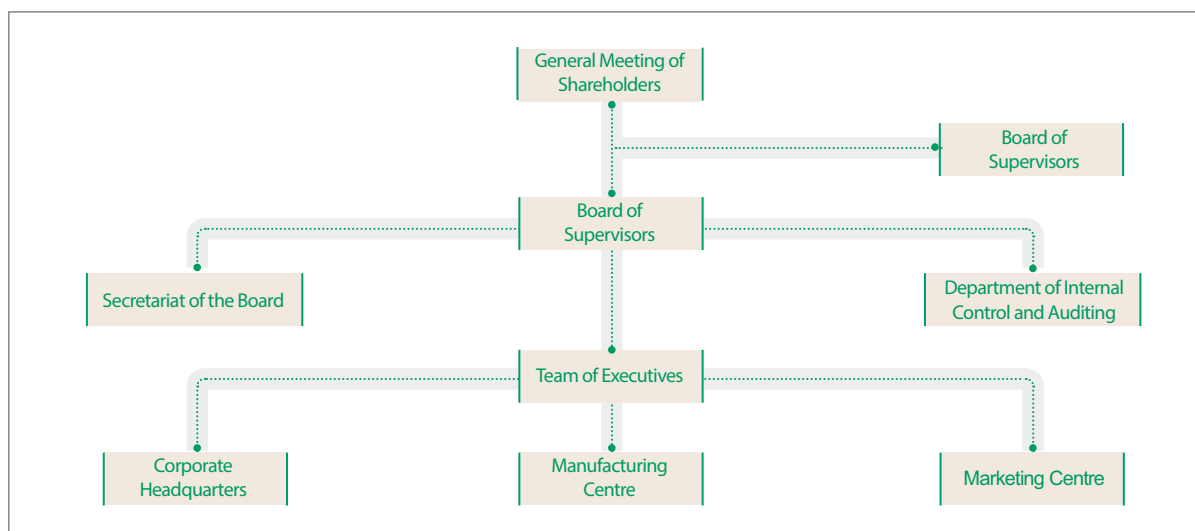 General Meeting of
Shareholders
Board of
Supervisors
Board of
Supervisors
Secretariat of the Board
Department of Internal
Control and Auditing
Team of Executives
Corporate
Headquarters
Manufacturing
Centre
Marketing Centre